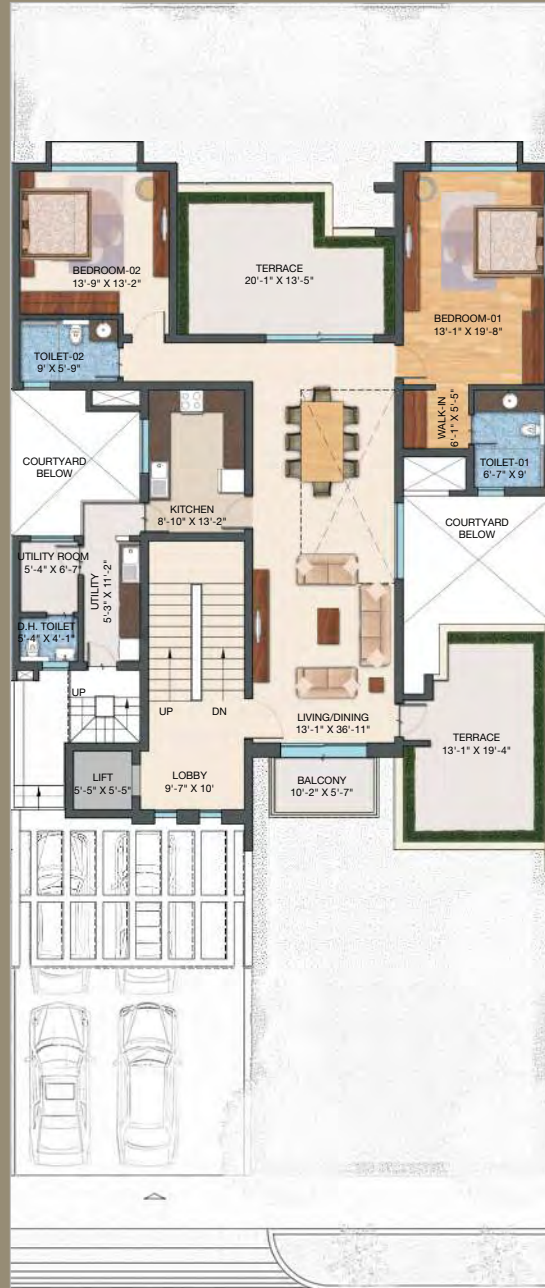 BEDROOM-02
13'-9" X 13'-2"
TERRACE
20'-1" X 13'-5"
BEDROOM-01
13'-1" X 19'-8"
TOILET-02
9' X 5'-9"
WALK-IN
6'-1" X 5'-5"
TOILET-01
6'-7" X 9'
COURTYARD
BELOW
KITCHEN
8'-10" X 13'-2"
COURTYARD
BELOW
UTILITY ROOM
5'-4" X 6'-7"
UTILITY
5'-3" X 11'-2"
D.H. TOILET
5'-4" X 4'-1"
UP
UP
DN
LIVING/DINING
13'-1" X 36'-11"
TERRACE
13'-1" X 19'-4"
LIFT
5'-5" X 5'-5"
LOBBY
9'-7" X 10'
BALCONY
10'-2" X 5'-7"